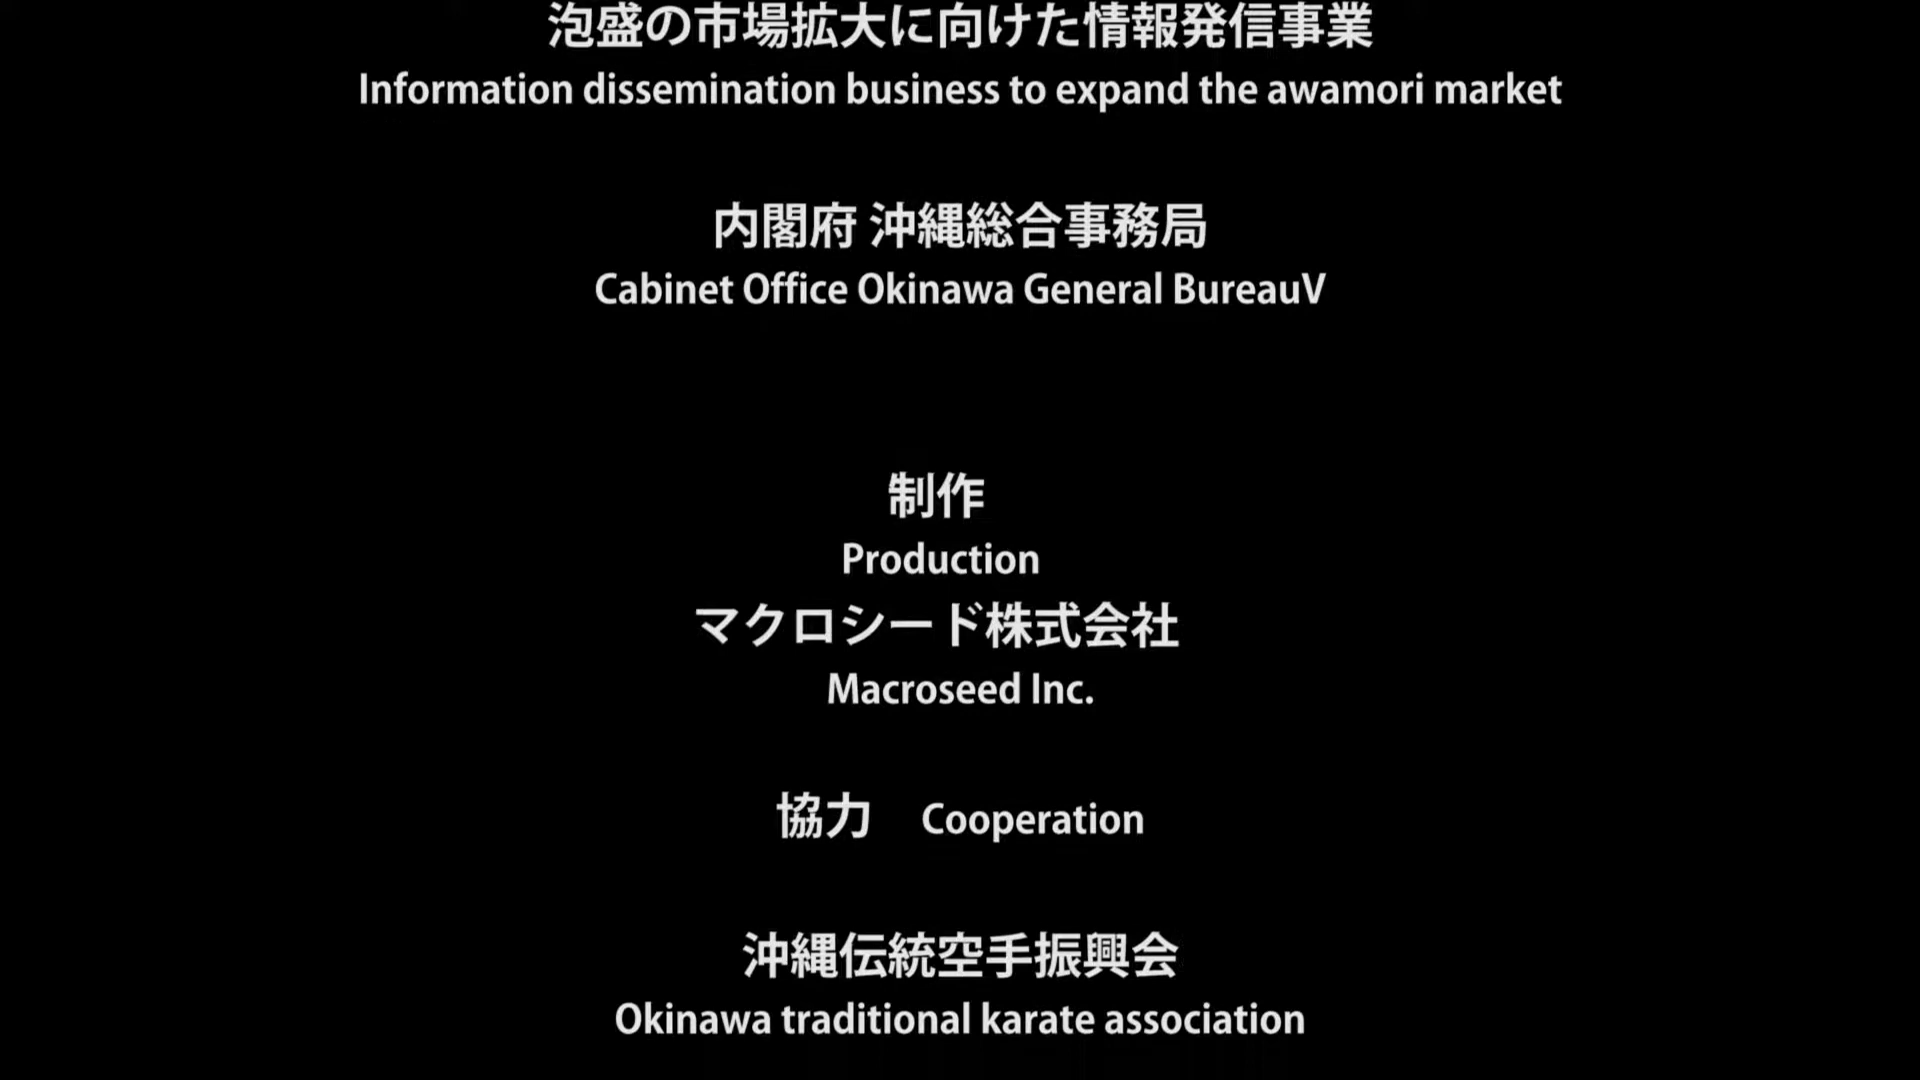 泡盛の市場拡大に向けた情報発信事業
Information dissemination business to expand the awamori market
内閣府 沖縄総合事務局
Cabinet Office Okinawa General BureauV
制作
Production
マクロシード株式会社
Macroseed Inc.
協力　Cooperation
沖縄伝統空手振興会
Okinawa traditional karate association